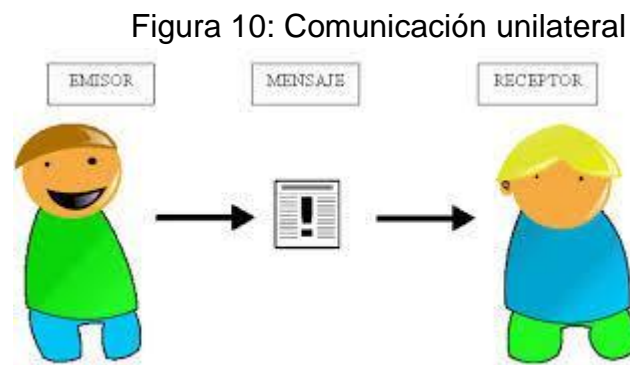 Figura 10: Comunicación unilateral
EMISOR
MENSAJE
RECEPTOR
!